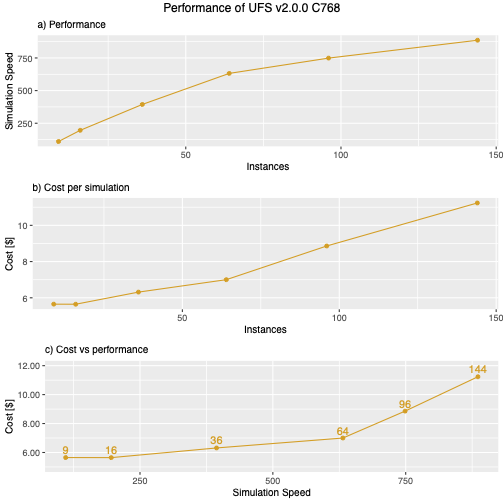 Performance of UFS v2.0.0 C768
a) Performance
Simulation Speed
750
500
250
50
100
150
Instances
b) Cost per simulation
Cost [$]
10
8
6
50
100
150
Instances
c) Cost vs performance
Cost [$]
12.00
10.00
8.00
6.00
9
16
36
64
96
144
250
500
750
Simulation Speed